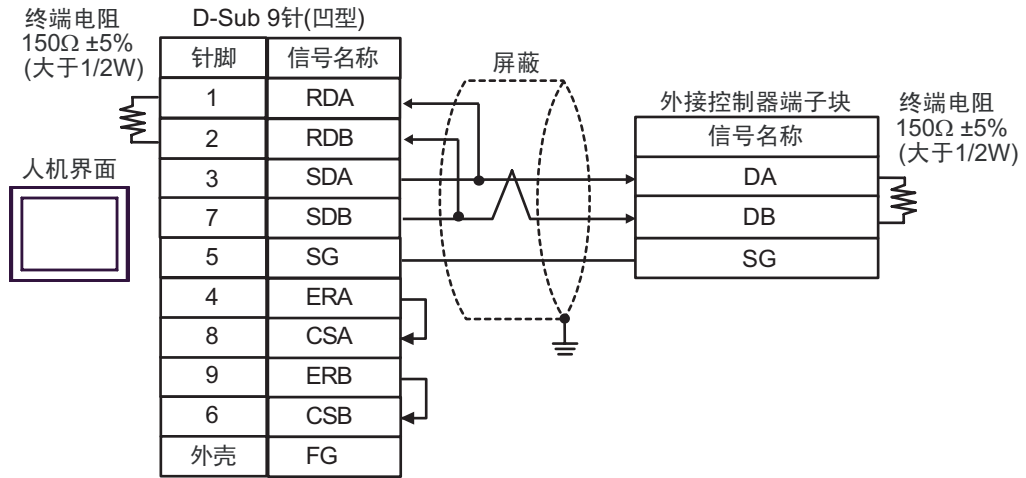 终端电阻
150Ω ±5%
(大于1/2W)
D-Sub 9针(凹型)
针脚 信号名称
1 RDA
2 RDB
3 SDA
7 SDB
5 SG
4 ERA
8 CSA
9 ERB
6 CSB
外壳 FG
人机界面
屏蔽
外接控制器端子块
信号名称
DA
DB
SG
终端电阻
150Ω ±5%
(大于1/2W)